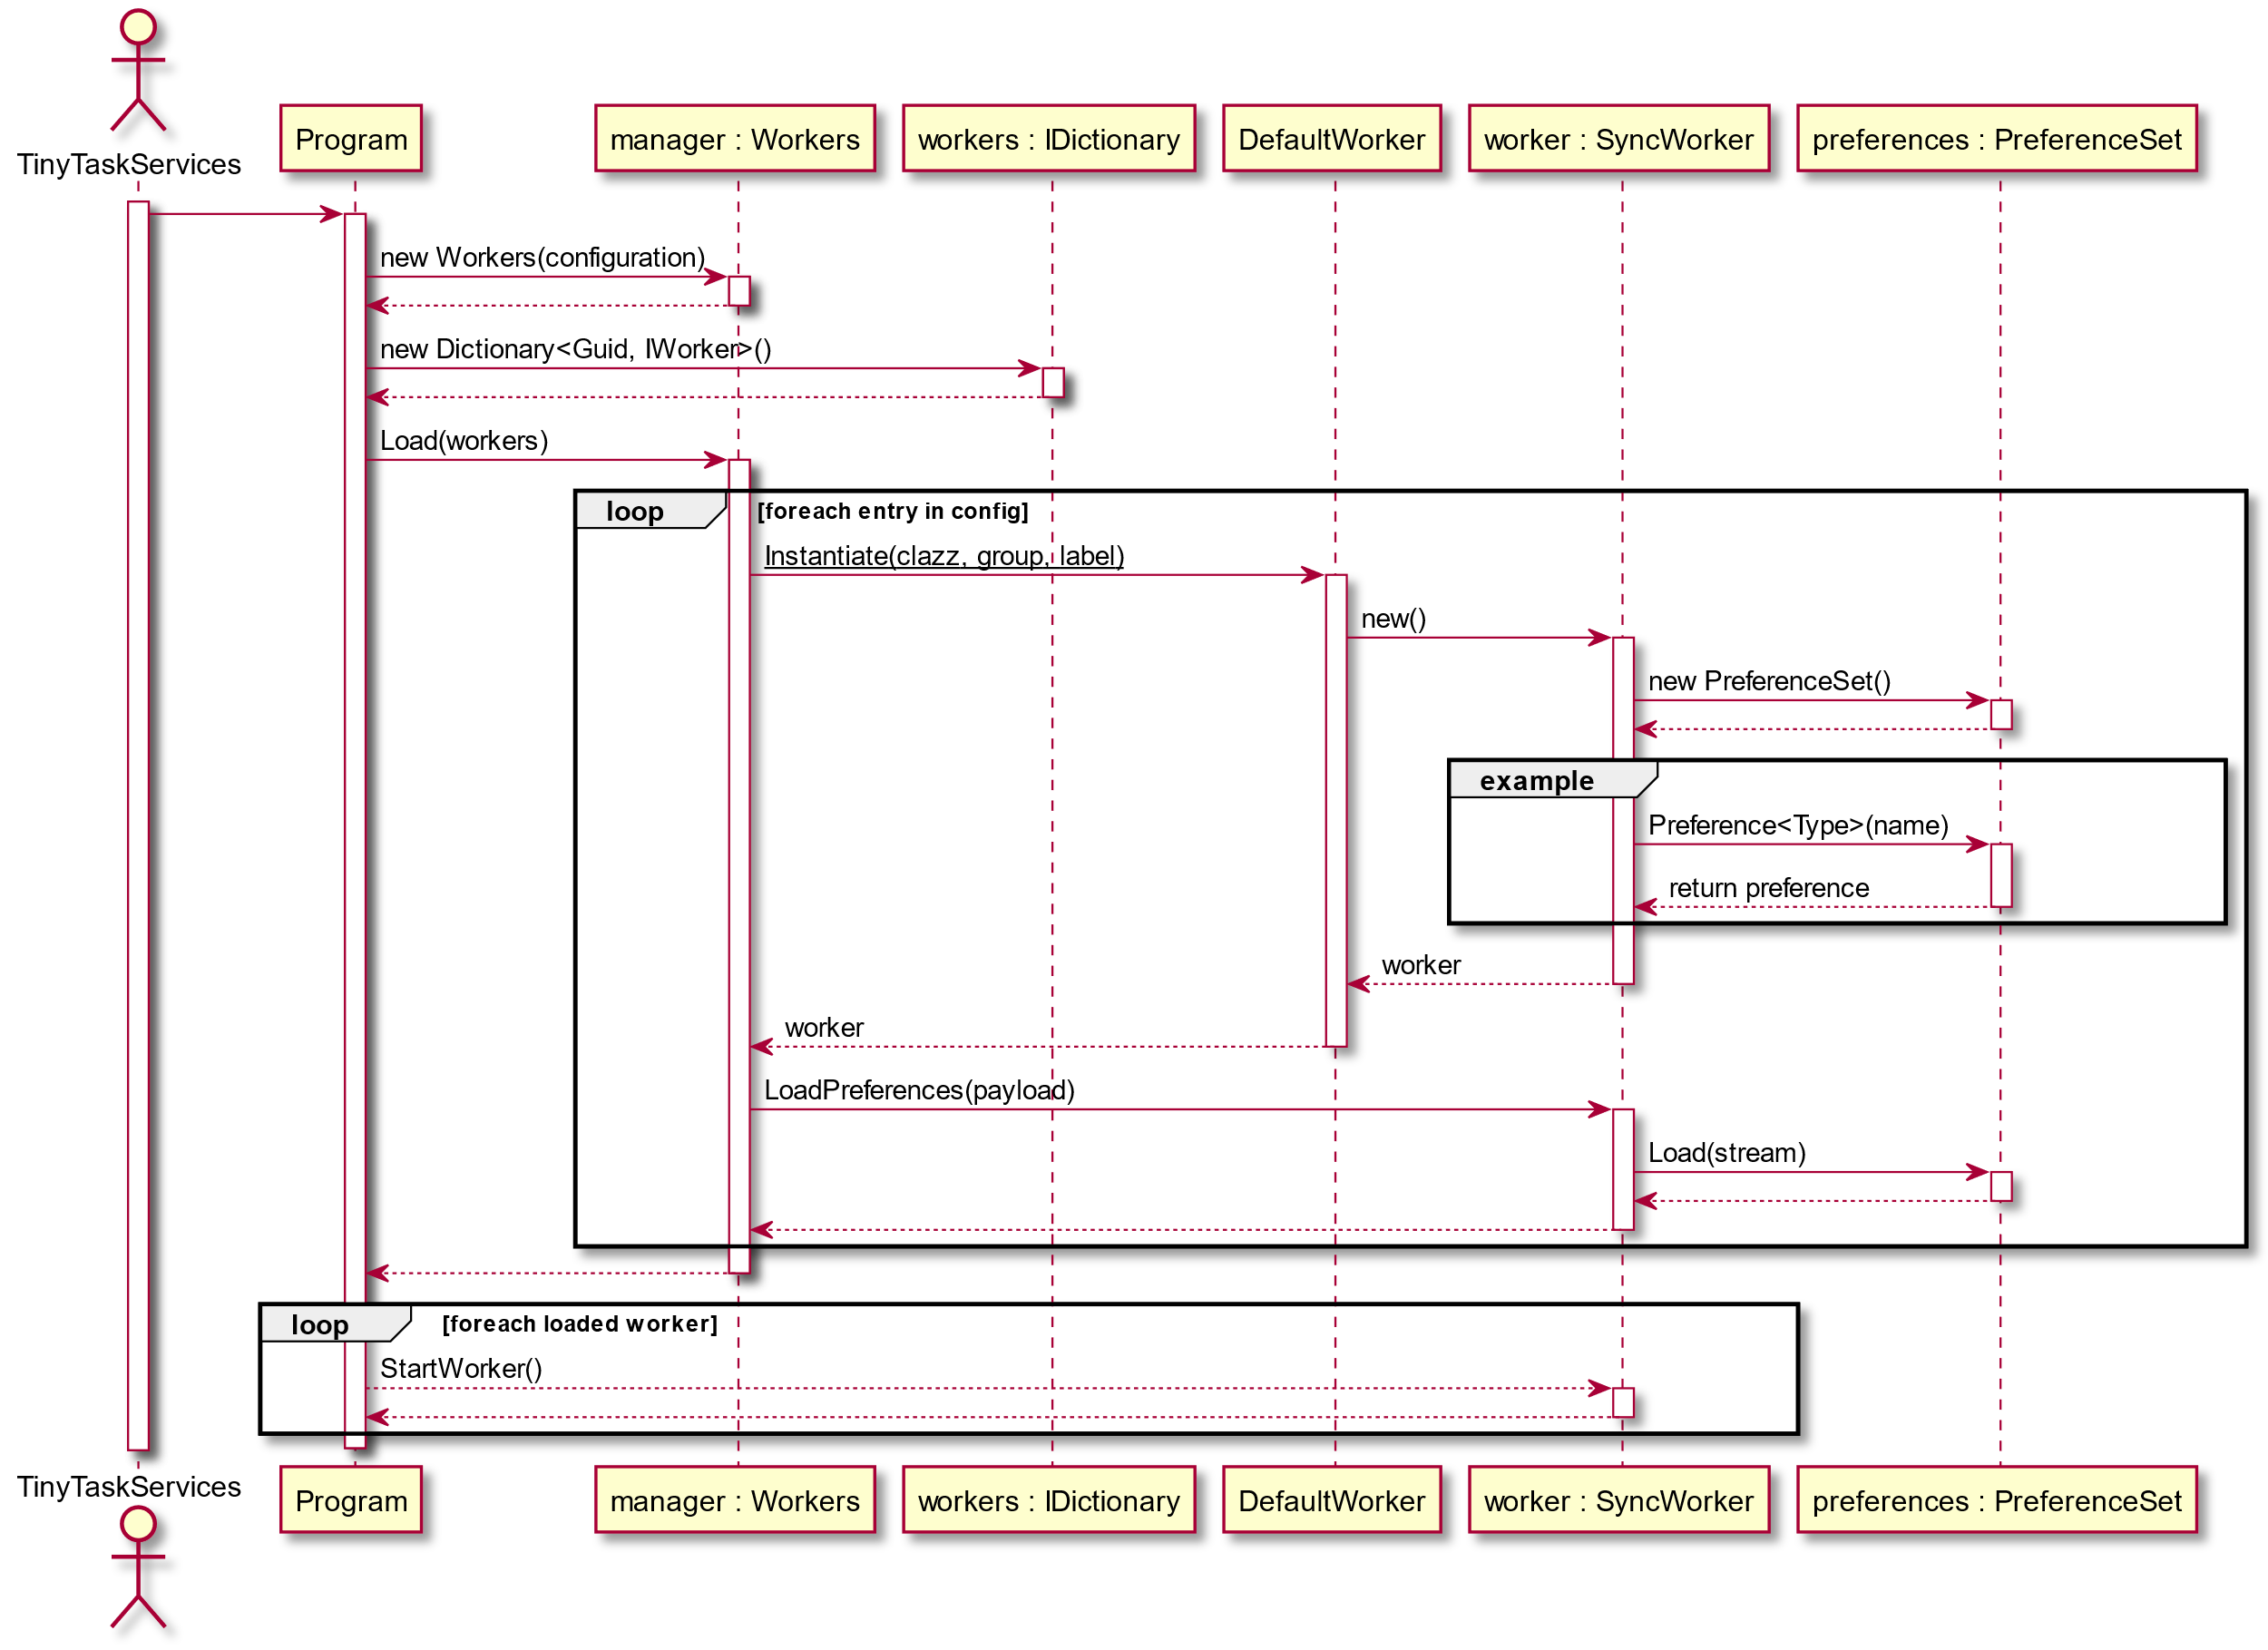 TinyTaskServices
Program
manager : Workers
workers : IDictionary
DefaultWorker
worker : SyncWorker
preferences : PreferenceSet
new Workers(configuration)
new Dictionary<Guid, IWorker>()
Load(workers)
loop
[foreach entry in config]
Instantiate(clazz, group, label)
new()
new PreferenceSet()
example
Preference<Type>(name)
return preference
worker
worker
LoadPreferences(payload)
Load(stream)
loop
[foreach loaded worker]
StartWorker()
TinyTaskServices
Program
manager : Workers
workers : IDictionary
DefaultWorker
worker : SyncWorker
preferences : PreferenceSet